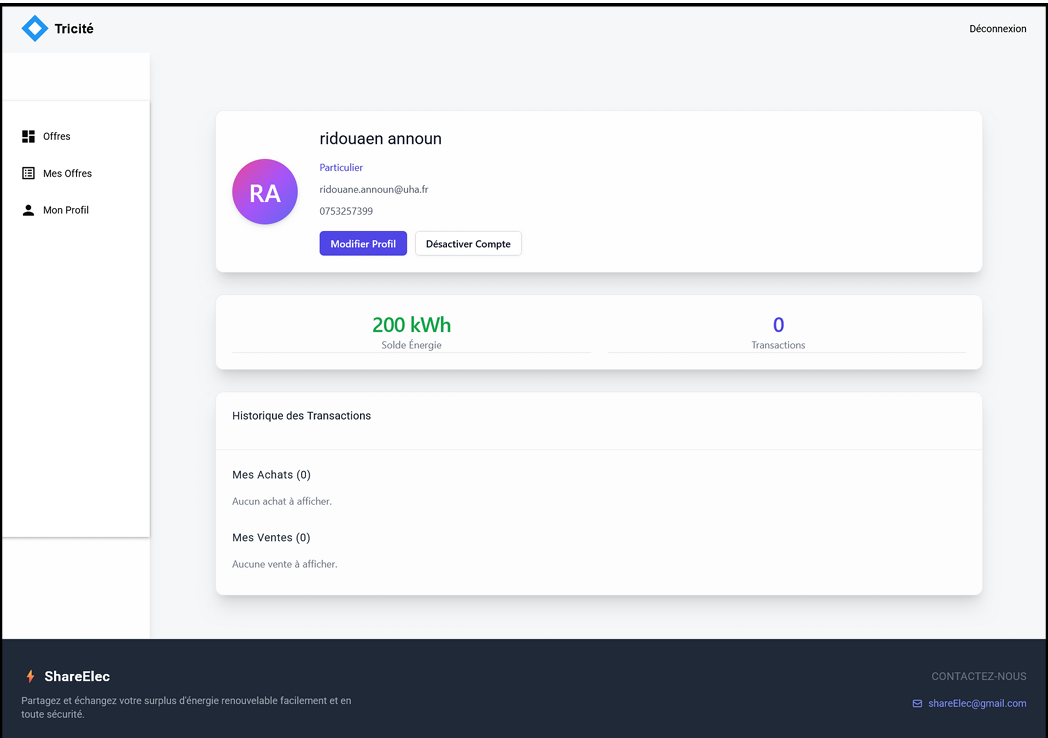 Tricité
Déconnexion
Offres
Mes Offres
Mon Profil
RA
ridouaen announ
Particulier
ridouane.announ@uha.fr
0753257399
Modifier Profil
Désactiver Compte
200 kWh
Solde Énergie
0
Transactions
Historique des Transactions
Mes Achats (0)
Aucun achat à afficher.
Mes Ventes (0)
Aucune vente à afficher.
ShareElec
Partagez et échangez votre surplus d'énergie renouvelable facilement et en
toute sécurité.
CONTACTEZ-NOUS
shareElec@gmail.com